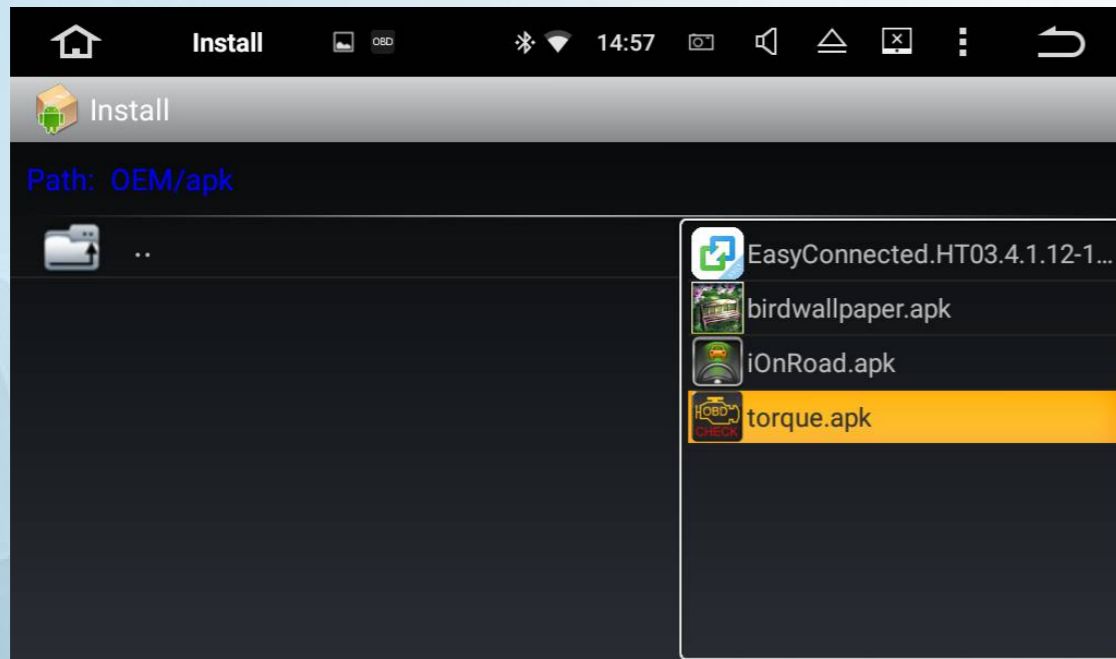 Install OBD 14:57
Install
Path: OEM/apk
..
EasyConnected.HT03.4.1.12-1...
birdwallpaper.apk
iOnRoad.apk
OBD
CHECK
torque.apk